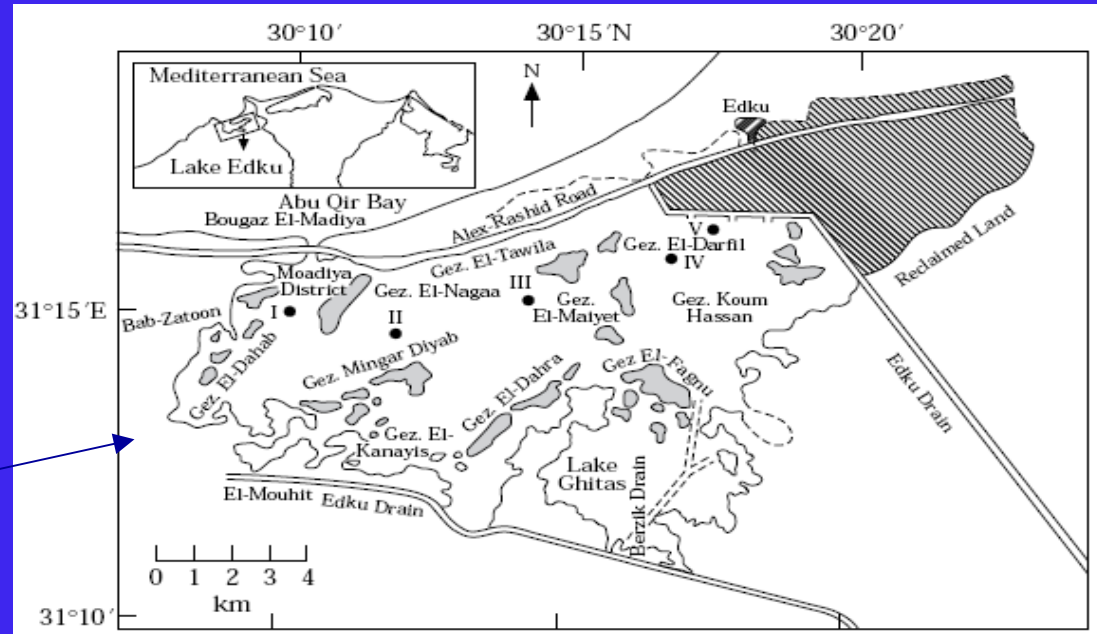 30°10′
30°15′N
30°20′
Mediterranean Sea
Lake Edku
N
Edku
Abu Qir Bay
Bougaz El-Madiya
Alex-Rashid Road
Reclaimed Land
V
Gez. El-Darfil
IV
Gez. El-Tawila
Moadiya
District
Gez. El-Nagaa
III
Gez.
El-Maiyet
Gez. Koum
Hassan
31°15′E
Bab-Zatoon
I
II
Gez. El-Dahab
Gez. Mingar Diyab
Gez. El-Dahra
Gez El-Fagnu
Edku Drain
Gez. El-
Kanayis
Lake
Ghitas
Berzik Drain
El-Mouhit
Edku Drain
0 1 2 3 4
km
31°10′